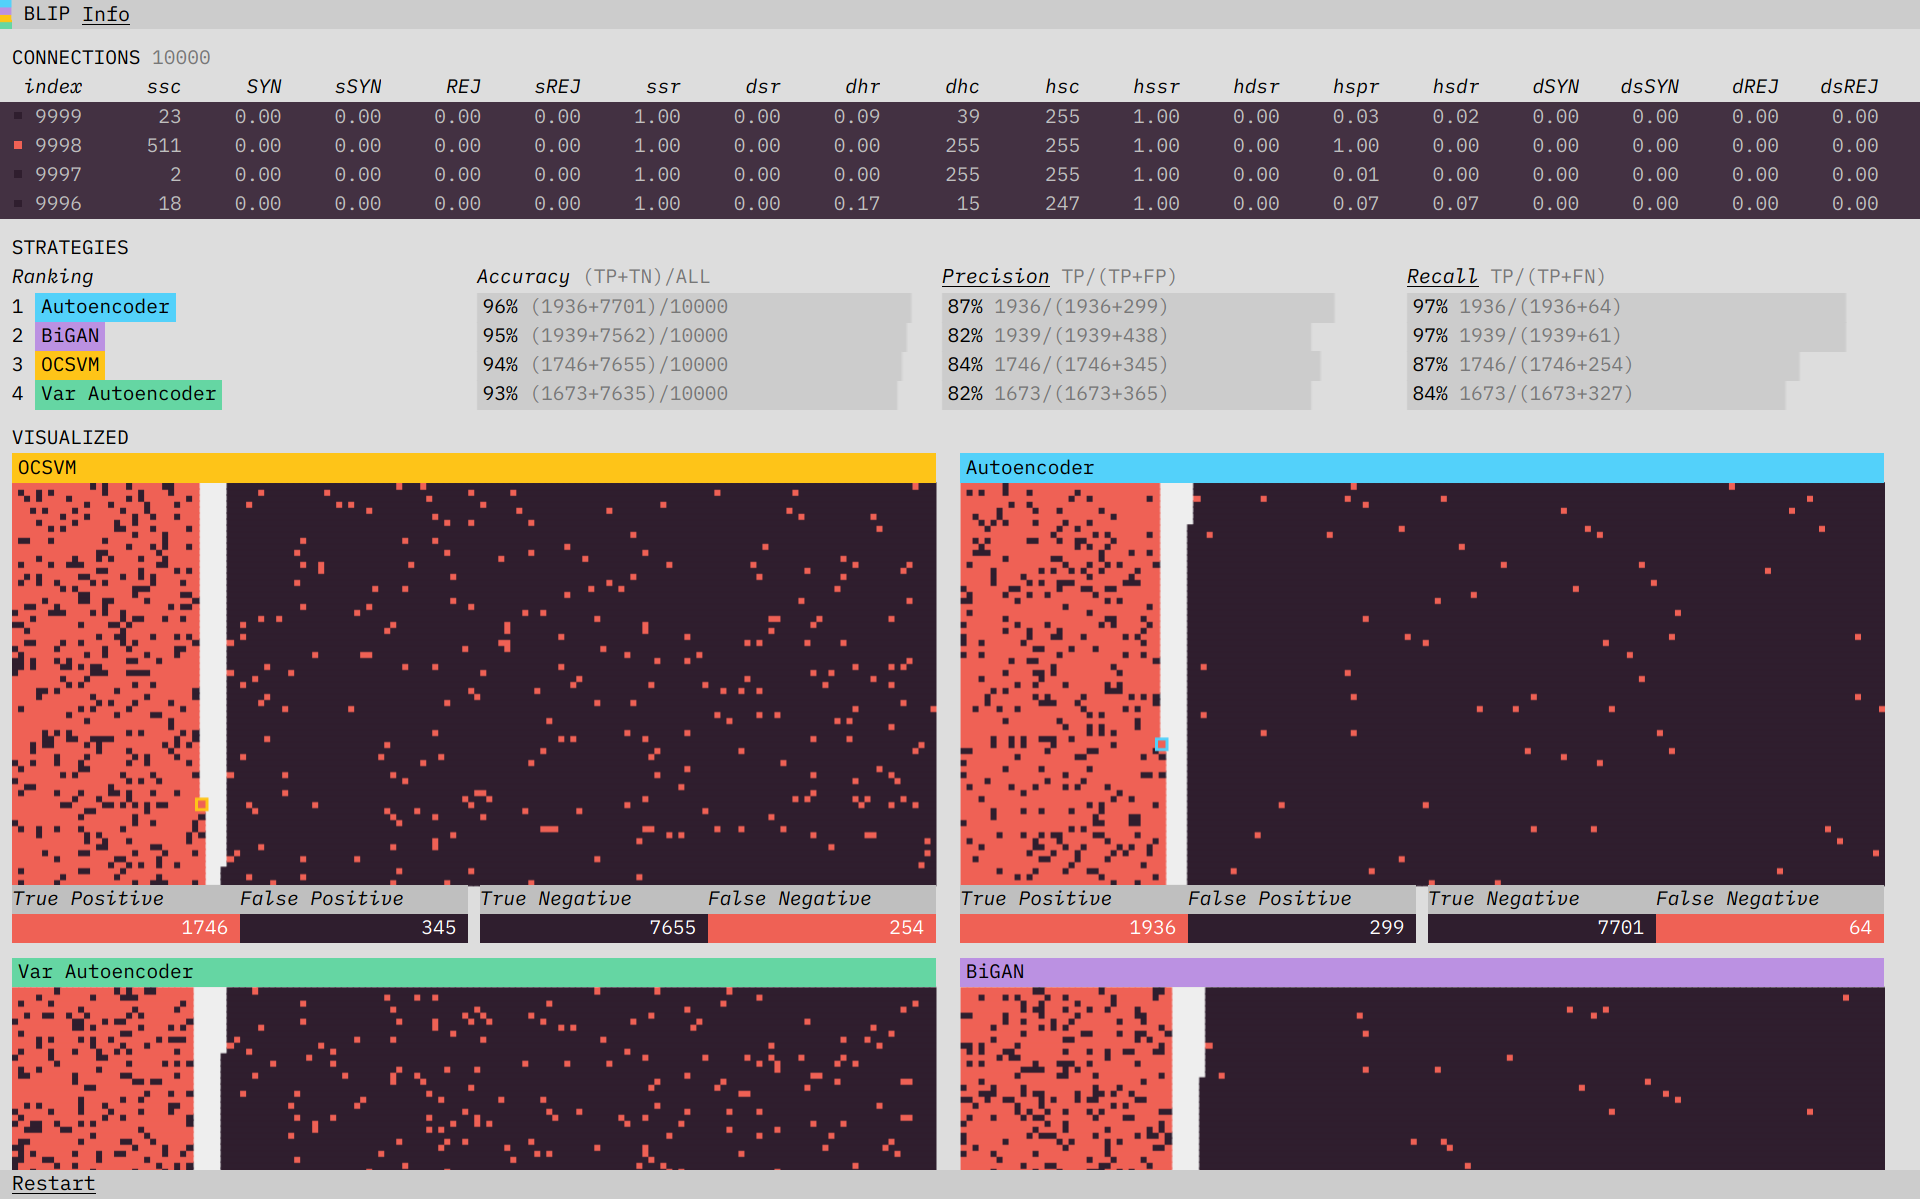 BLIP Info
CONNECTIONS 10000
index ssc SYN sSYN REJ sREJ ssr dsr dhr dhc hsc hssr hdsr hspr hsdr dSYN dsSYN dREJ dsREJ
9999 23 0.00 0.00 0.00 0.00 1.00 0.00 0.09 39 255 1.00 0.00 0.03 0.02 0.00 0.00 0.00 0.00
9998 511 0.00 0.00 0.00 0.00 1.00 0.00 0.00 255 255 1.00 0.00 1.00 0.00 0.00 0.00 0.00 0.00
9997 2 0.00 0.00 0.00 0.00 1.00 0.00 0.00 255 255 1.00 0.00 0.01 0.00 0.00 0.00 0.00 0.00
9996 18 0.00 0.00 0.00 0.00 1.00 0.00 0.17 15 247 1.00 0.00 0.07 0.07 0.00 0.00 0.00 0.00
STRATEGIES
Ranking Accuracy (TP+TN)/ALL Precision TP/(TP+FP) Recall TP/(TP+FN)
1 Autoencoder 96% (1936+7701)/10000 87% 1936/(1936+299) 97% 1936/(1936+64)
2 BiGAN 95% (1939+7562)/10000 82% 1939/(1939+438) 97% 1939/(1939+61)
3 OCSVM 94% (1746+7655)/10000 84% 1746/(1746+345) 87% 1746/(1746+254)
4 Var Autoencoder 93% (1673+7635)/10000 82% 1673/(1673+365) 84% 1673/(1673+327)
VISUALIZED
OCSVM Autoencoder
True Positive False Positive True Negative False Negative True Positive False Positive True Negative False Negative
1746 345 7655 254 1936 299 7701 64
Var Autoencoder BiGAN
Restart